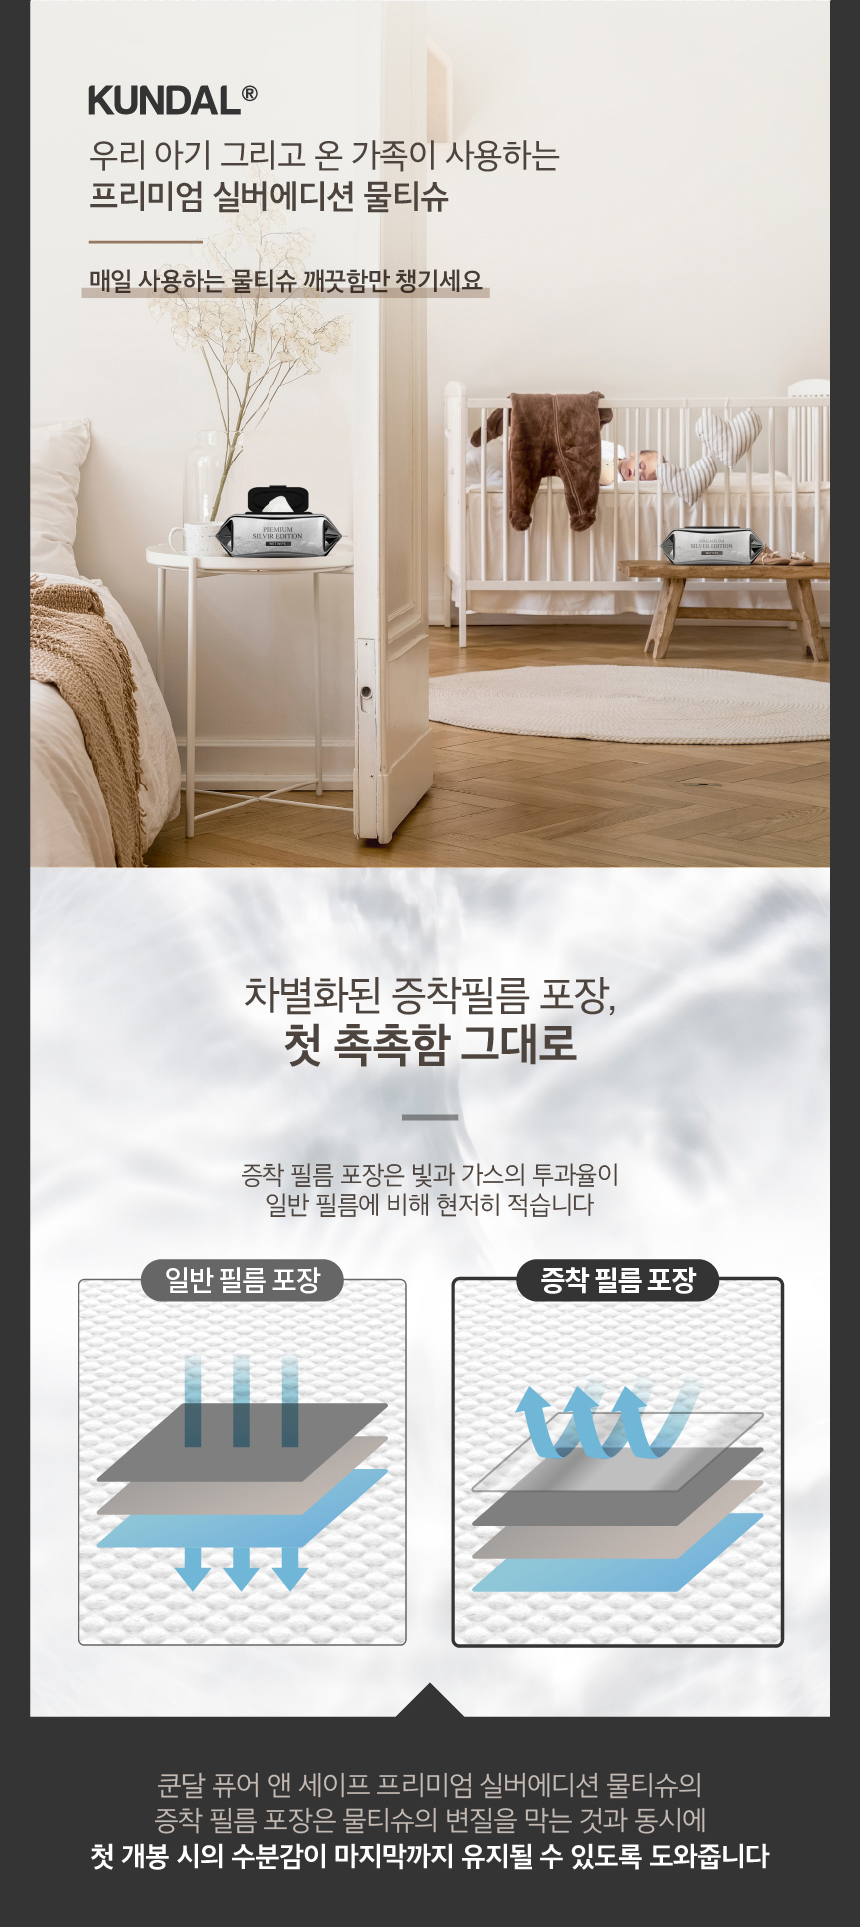 KUNDAL®
우리 아기 그리고 온 가족이 사용하는
프리미엄 실버에디션 물티슈
매일 사용하는 물티슈 깨끗함만 챙기세요
PIEMIUM
SILVIR EDITION
PREMIUM
SILVER EDITION
차별화된 증착필름 포장,
첫 촉촉함 그대로
증착 필름 포장은 빛과 가스의 투과율이
일반 필름에 비해 현저히 적습니다
일반 필름 포장
증착 필름 포장
쿤달 퓨어 앤 세이프 프리미엄 실버에디션 물티슈의
증착 필름 포장은 물티슈의 변질을 막는 것과 동시에
첫 개봉 시의 수분감이 마지막까지 유지될 수 있도록 도와줍니다